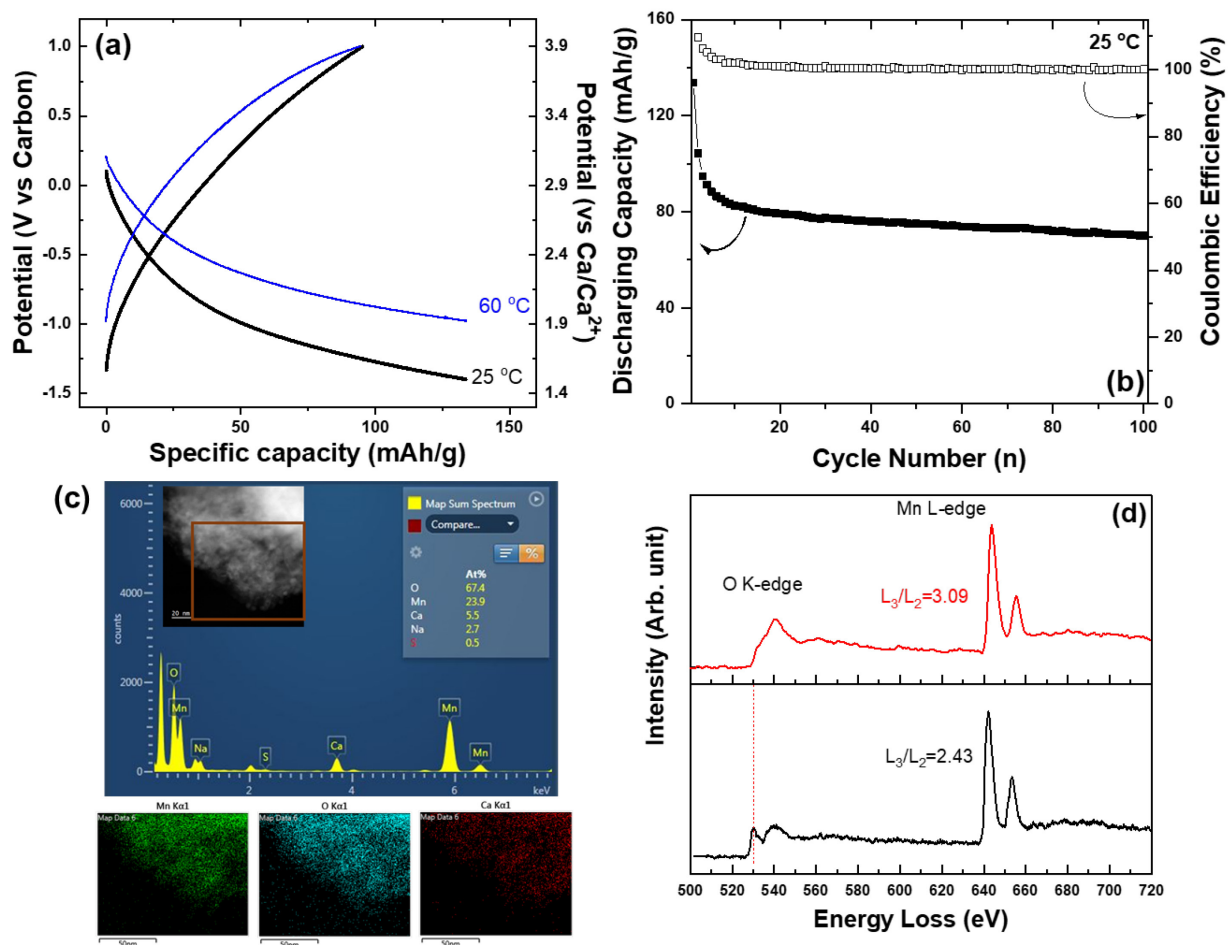 (a)
Potential (V vs Carbon)
1.0
0.5
0.0
-0.5
-1.0
-1.5
3.9
3.4
2.9
2.4
1.9
1.4
Potential (vs Ca/Ca2+)
60 °C
25 °C
0
50
100
150
Specific capacity (mAh/g)
Discharging Capacity (mAh/g)
160
120
80
40
0
25 °C
100
80
60
40
20
0
Coulombic Efficiency (%)
(b)
20
40
60
80
100
Cycle Number (n)
(c)
6000
4000
2000
0
counts
20 nm
Map Sum Spectrum
Compare...
%
At%
O 67.4
Mn 23.9
Ca 5.5
Na 2.7
S 0.5
O
Mn
Na
S
Ca
Mn
Mn
2
4
6
keV
Mn Kα1
O Kα1
Ca Kα1
Map Data 6
Map Data 6
Map Data 6
50nm
50nm
50nm
(d)
Mn L-edge
O K-edge
L3/L2=3.09
L3/L2=2.43
Intensity (Arb. unit)
500 520 540 560 580 600 620 640 660 680 700 720
Energy Loss (eV)